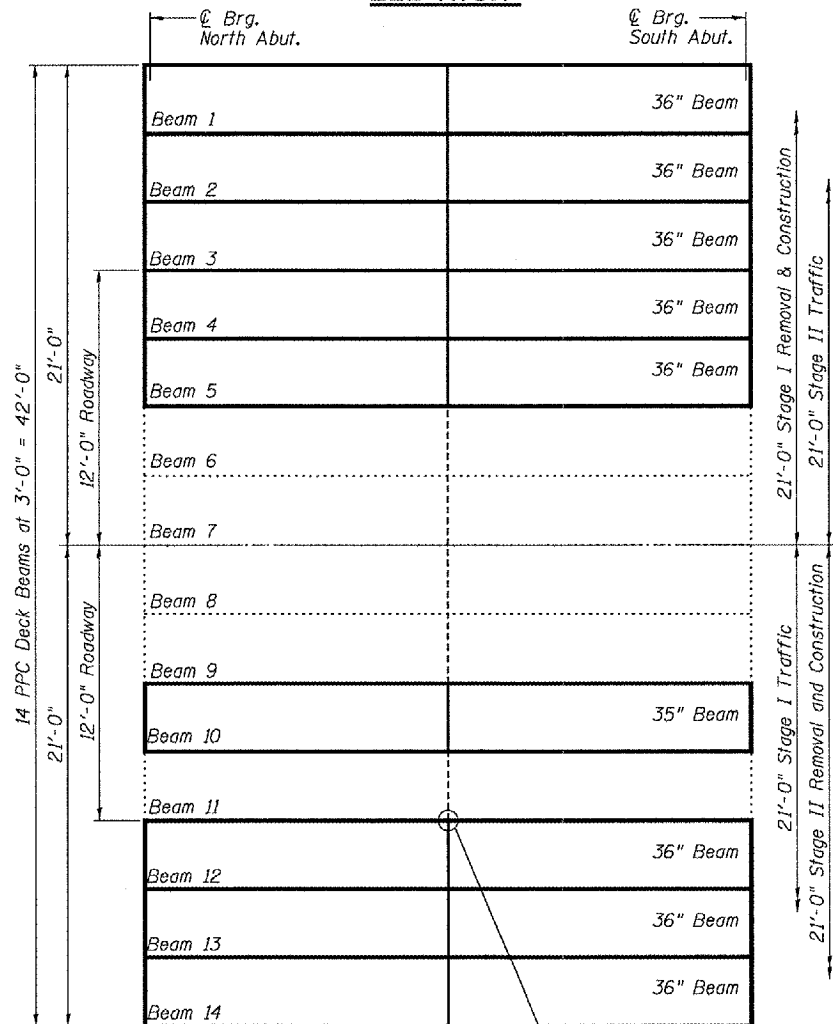 ℄ Brg.
North Abut.
℄ Brg.
South Abut.
Beam 1
36" Beam
Beam 2
36" Beam
Beam 3
36" Beam
Beam 4
36" Beam
Beam 5
36" Beam
Beam 6
Beam 7
Beam 8
Beam 9
Beam 10
35" Beam
Beam 11
Beam 12
36" Beam
Beam 13
36" Beam
Beam 14
36" Beam
14 PPC Deck Beams at 3'-0" = 42'-0"
21'-0"
21'-0"
12'-0" Roadway
12'-0" Roadway
21'-0" Stage I Removal & Construction
21'-0" Stage II Traffic
21'-0" Stage I Traffic
21'-0" Stage II Removal and Construction